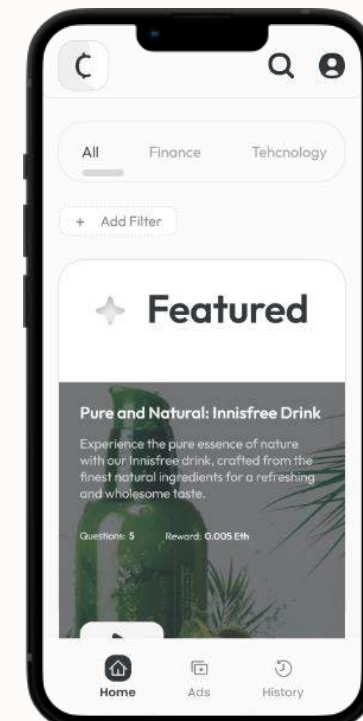 All Finance Tehcnology
+ Add Filter
Featured
Pure and Natural: Innisfree Drink
Experience the pure essence of nature
with our Innisfree drink, crafted from the
finest natural ingredients for a refreshing
and wholesome taste.
Questions: 5 Reward: 0.005 Eth
Home Ads History